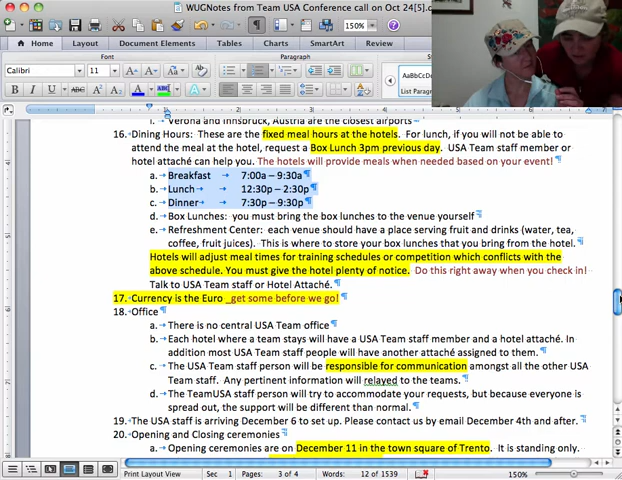 WUGNotes from Team USA Conference call on Oct 24[5].
150%
Home Layout Document Elements Tables Charts SmartArt Review
Font Paragraph
Calibri 11
B I U
AaBbCcDc
List Paragraph
i. Verona and Innsbruck, Austria are the closest airports
16. Dining Hours: These are the fixed meal hours at the hotels. For lunch, if you will not be able to
attend the meal at the hotel, request a Box Lunch 3pm previous day. USA Team staff member or
hotel attaché can help you. The hotels will provide meals when needed based on your event!
a. Breakfast 7:00a – 9:30a
b. Lunch 12:30p – 2:30p
c. Dinner 7:30p – 9:30p
d. Box Lunches: you must bring the box lunches to the venue yourself
e. Refreshment Center: each venue should have a place serving fruit and drinks (water, tea,
coffee, fruit juices). This is where to store your box lunches that you bring from the hotel.
Hotels will adjust meal times for training schedules or competition which conflicts with the
above schedule. You must give the hotel plenty of notice. Do this right away when you check in!
Talk to USA Team staff or Hotel Attaché.
17. Currency is the Euro _get some before we go!
18. Office
a. There is no central USA Team office
b. Each hotel where a team stays will have a USA Team staff member and a hotel attaché. In
addition most USA Team staff people will have another attaché assigned to them.
c. The USA Team staff person will be responsible for communication amongst all the other USA
Team staff. Any pertinent information will relayed to the teams.
d. The TeamUSA staff person will try to accommodate your requests, but because everyone is
spread out, the support will be different than normal.
19. The USA staff is arriving December 6 to set up. Please contact us by email December 4th and after.
20. Opening and Closing ceremonies
a. Opening ceremonies are on December 11 in the town square of Trento. It is standing only.
Print Layout View Sec 1 Pages: 3 of 4 Words: 12 of 1539 150%